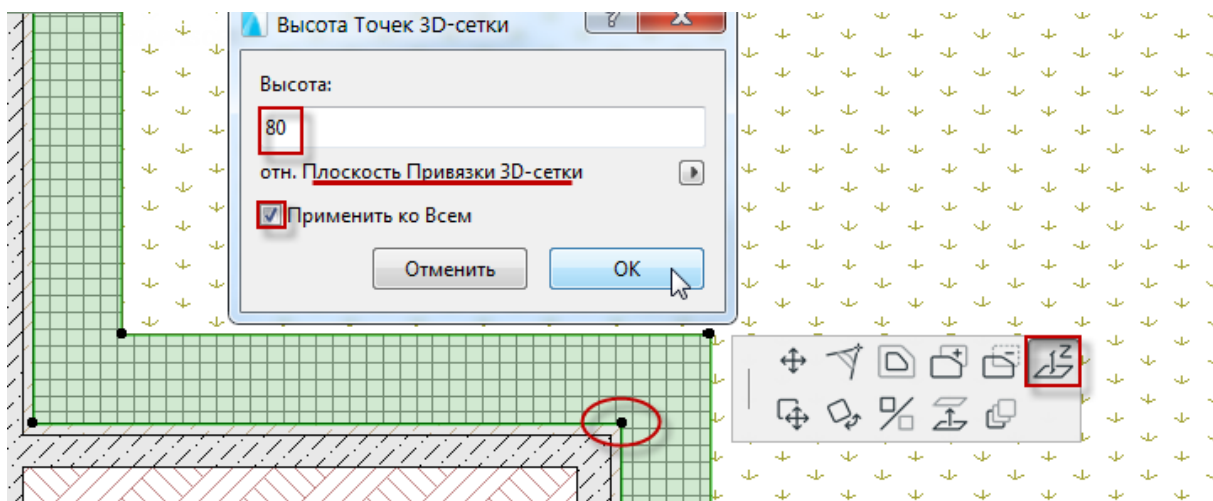 Высота Точек 3D-сетки
Высота:
80
отн. Плоскость Привязки 3D-сетки
Применить ко Всем
Отменить
OK
Z